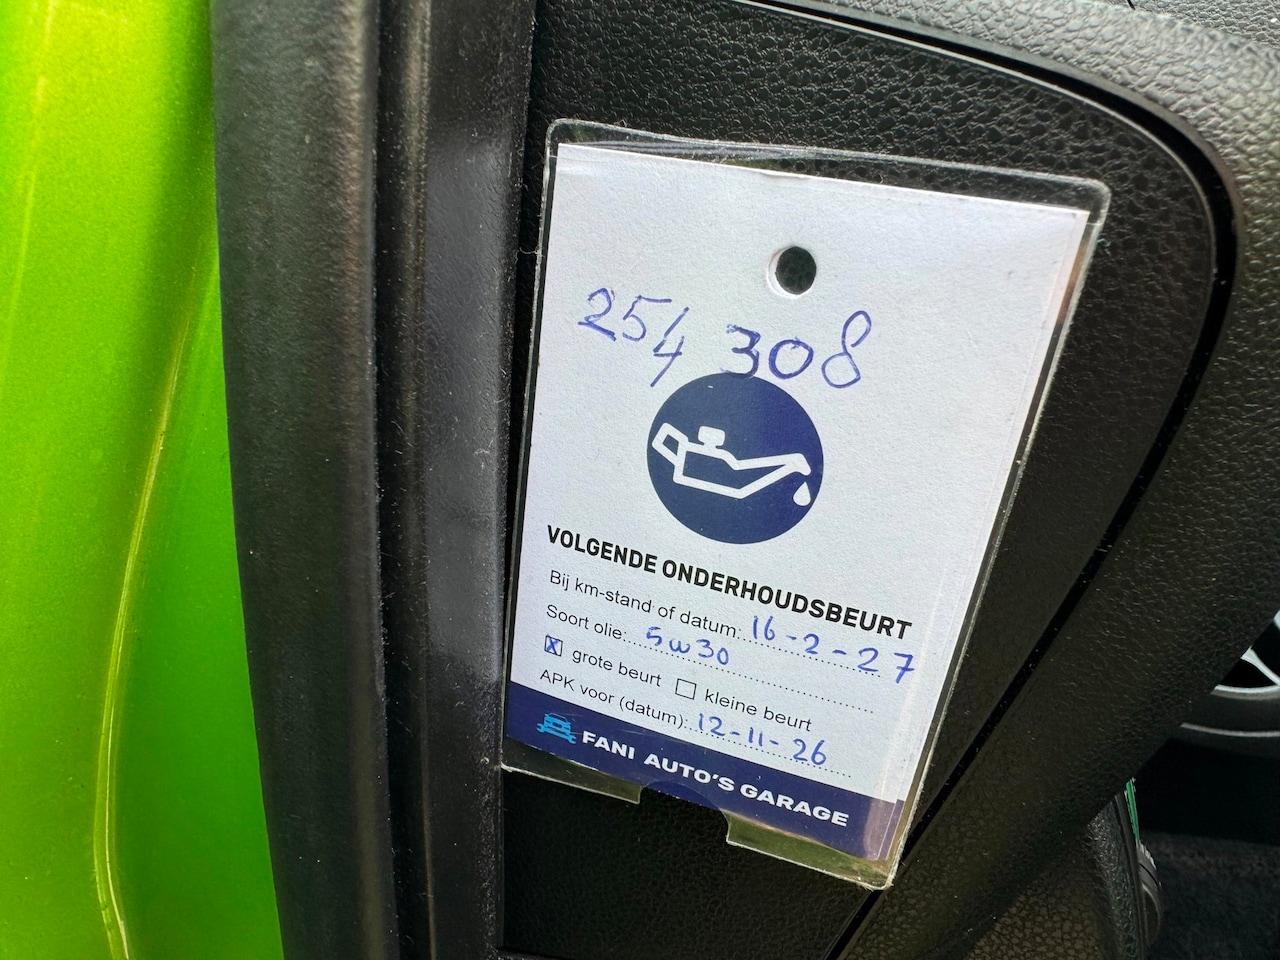 254 308
VOLGENDE ONDERHOUDSBEURT
Bij km-stand of datum: 16-2-27
Soort olie: 5w30
☒ grote beurt ☐ kleine beurt
APK voor (datum): 12-11-26
FANI AUTO'S GARAGE